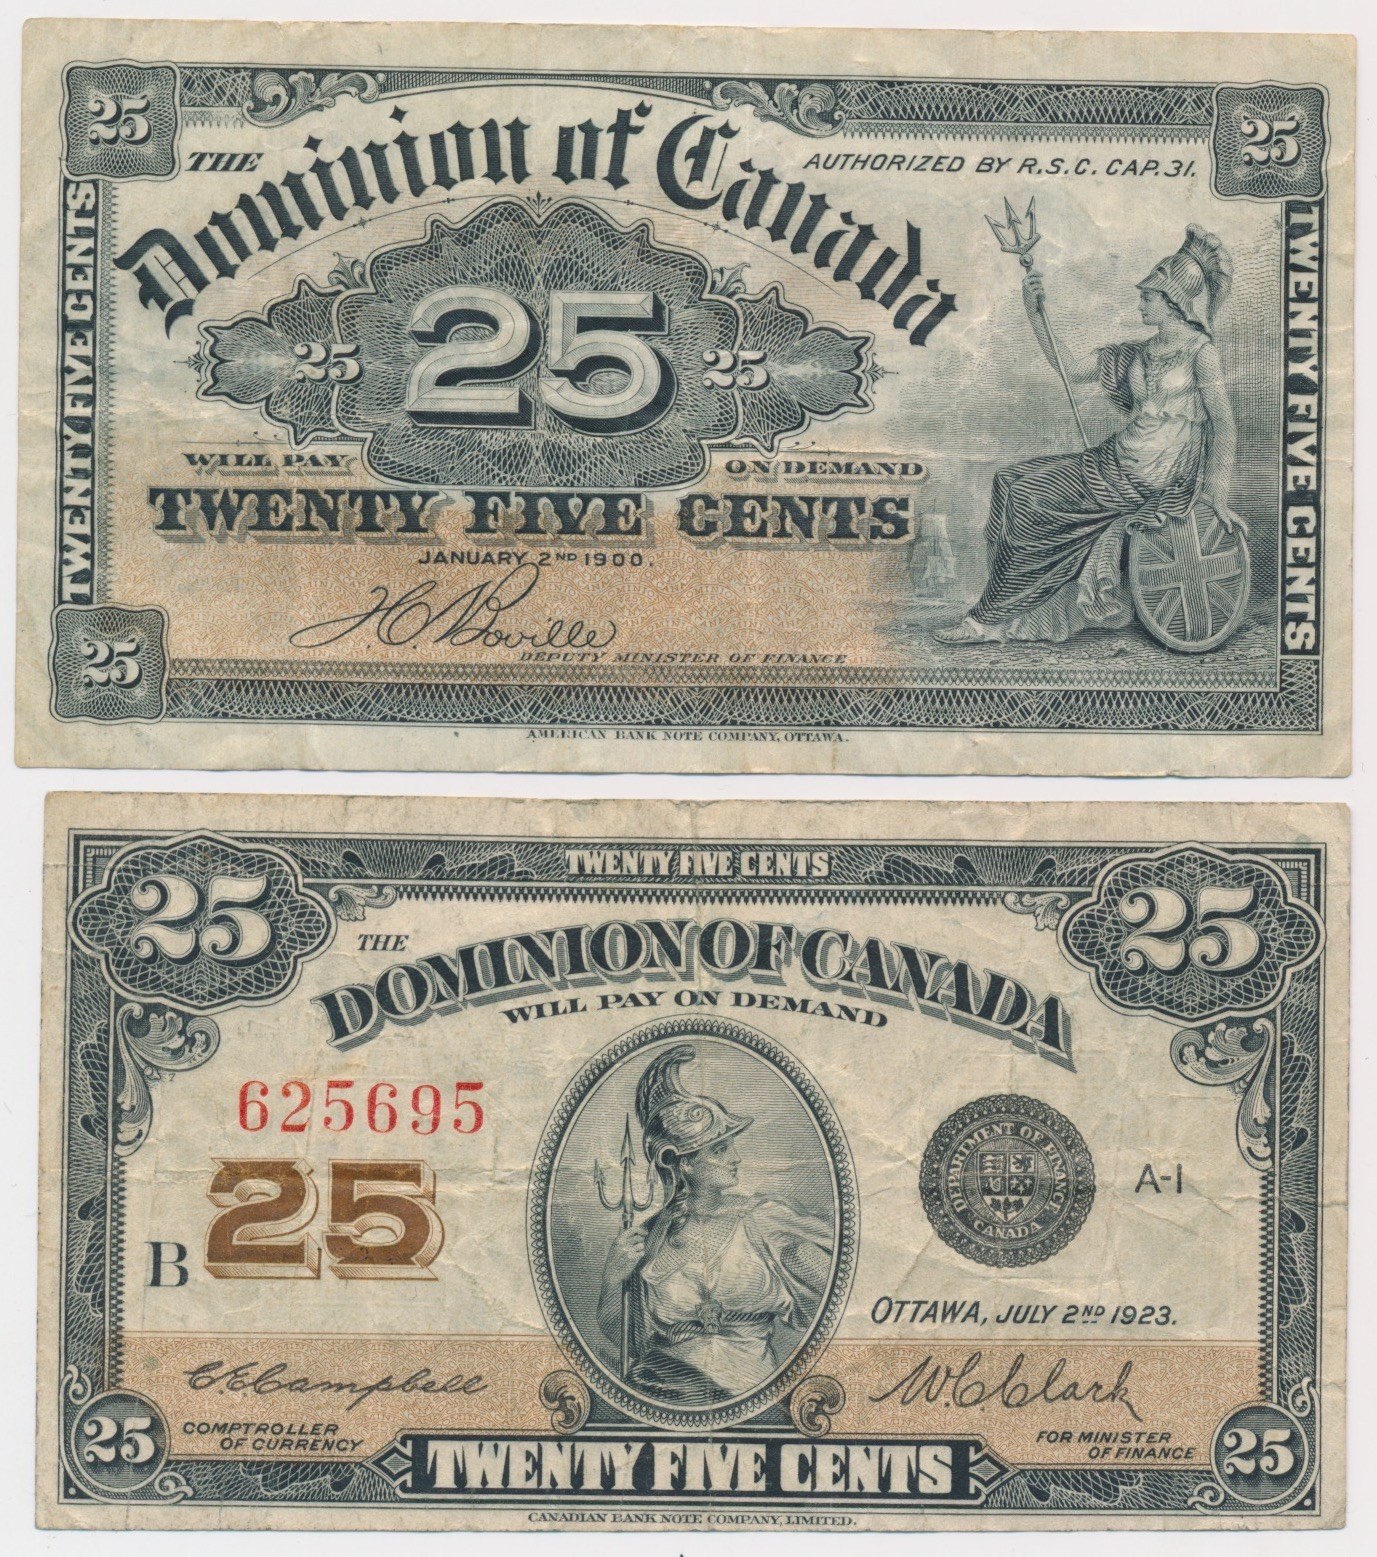 25
25
THE
Dominion of Canada
AUTHORIZED BY R.S.C. CAP. 31.
TWENTY FIVE CENTS
TWENTY FIVE CENTS
25
25
25
WILL PAY
ON DEMAND
TWENTY FIVE CENTS
JANUARY 2ND 1900.
H. C. Boville
DEPUTY MINISTER OF FINANCE
25
AMERICAN BANK NOTE COMPANY, OTTAWA.
TWENTY FIVE CENTS
25
25
THE
DOMINION OF CANADA
WILL PAY ON DEMAND
625695
25
B
DEPARTMENT OF FINANCE
CANADA
A-1
OTTAWA, JULY 2ND 1923.
C E Campbell
W.C. Clark
COMPTROLLER
OF CURRENCY
FOR MINISTER
OF FINANCE
25
25
TWENTY FIVE CENTS
CANADIAN BANK NOTE COMPANY, LIMITED.